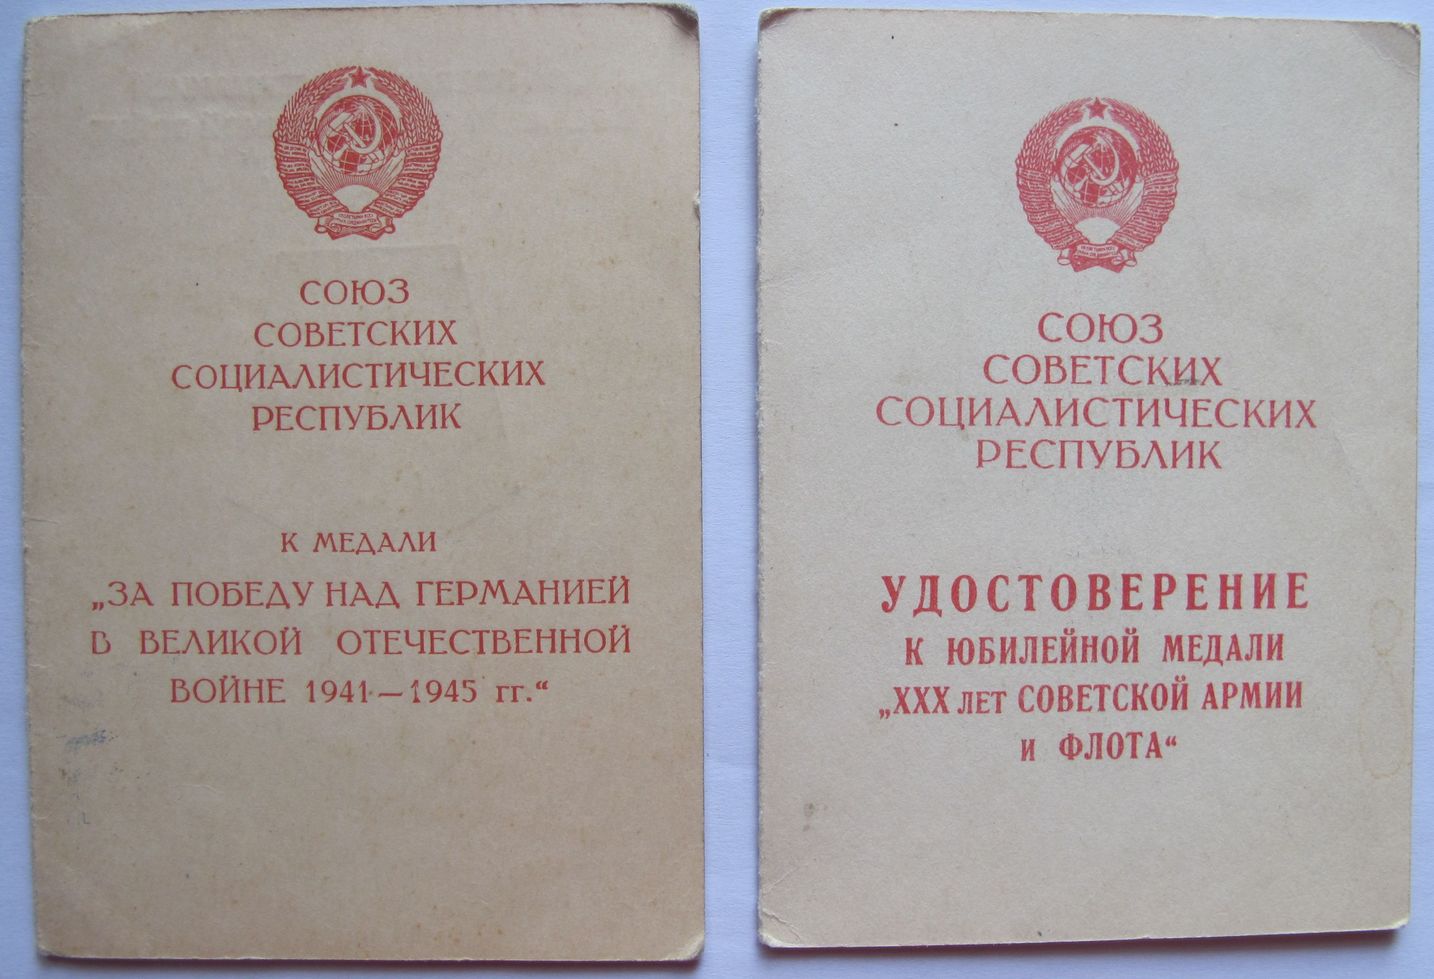 СОЮЗ
СОВЕТСКИХ
СОЦИАЛИСТИЧЕСКИХ
РЕСПУБЛИК
К МЕДАЛИ
„ЗА ПОБЕДУ НАД ГЕРМАНИЕЙ
В ВЕЛИКОЙ ОТЕЧЕСТВЕННОЙ
ВОЙНЕ 1941—1945 гг.“
СОЮЗ
СОВЕТСКИХ
СОЦИАЛИСТИЧЕСКИХ
РЕСПУБЛИК
УДОСТОВЕРЕНИЕ
К ЮБИЛЕЙНОЙ МЕДАЛИ
„XXX ЛЕТ СОВЕТСКОЙ АРМИИ
И ФЛОТА“